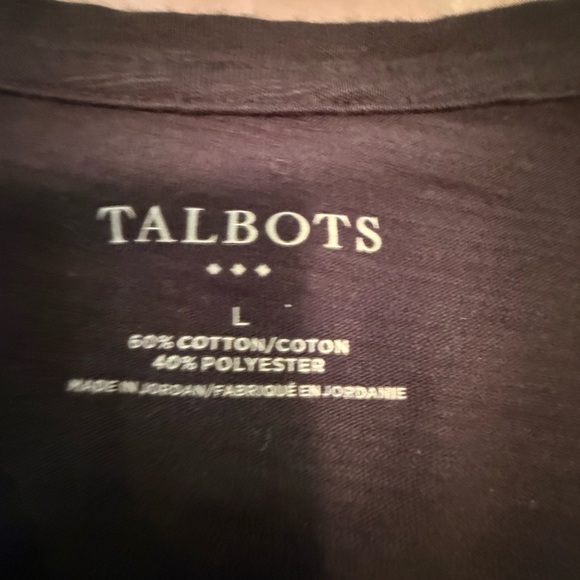 TALBOTS
L
60% COTTON/COTON
40% POLYESTER
MADE IN JORDAN/FABRIQUÉ EN JORDANIE